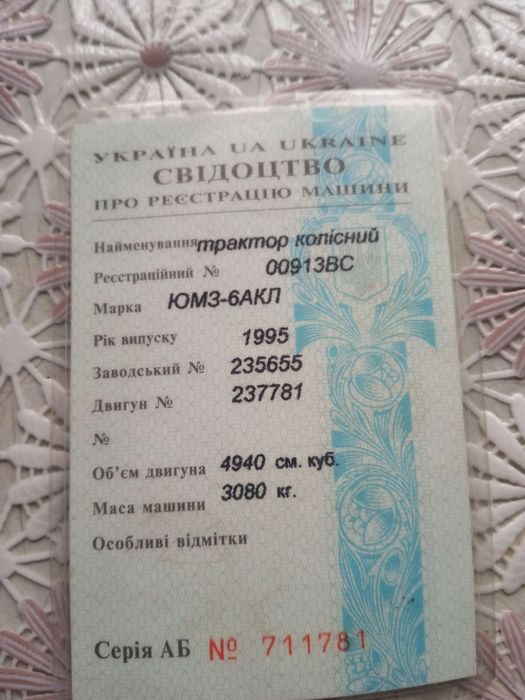 УКРАЇНА UA UKRAINE
СВІДОЦТВО
ПРО РЕЄСТРАЦІЮ МАШИНИ
Найменування трактор колісний
Реєстраційний № 00913ВС
Марка ЮМЗ-6АКЛ
Рік випуску 1995
Заводський № 235655
Двигун № 237781
№
Об'єм двигуна 4940 см. куб.
Маса машини 3080 кг.
Особливі відмітки
Серія АБ № 711781